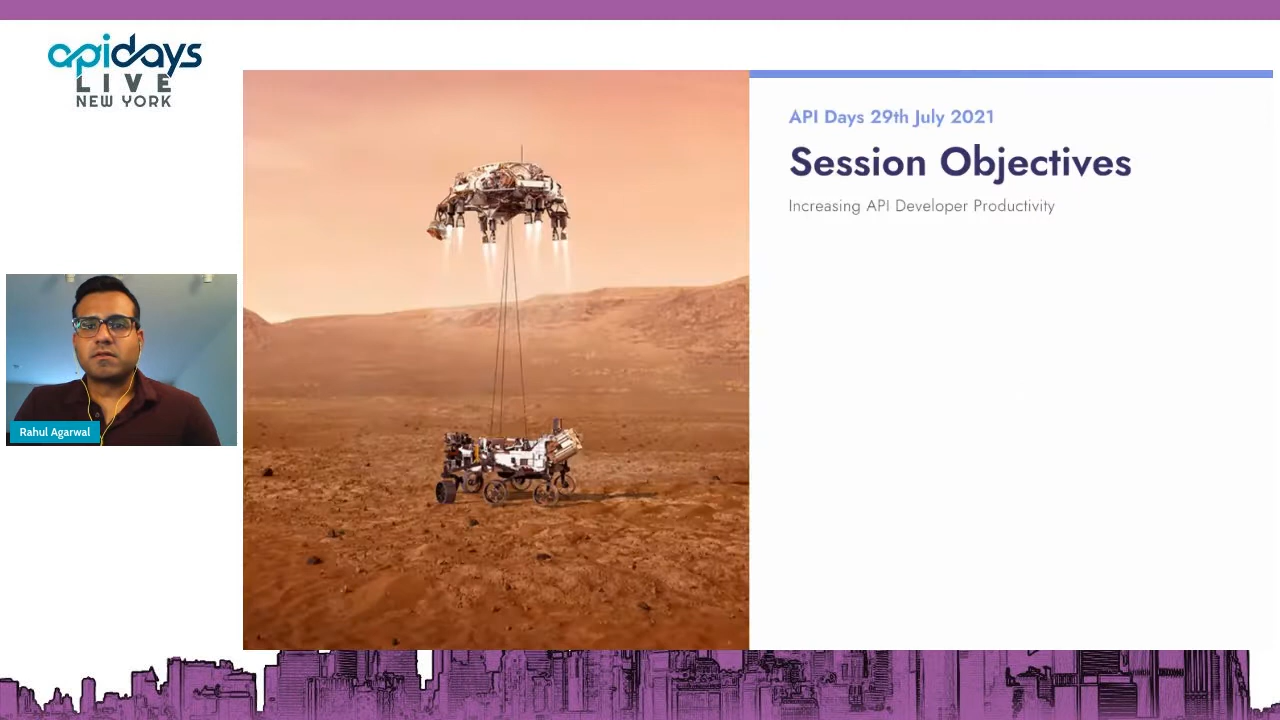 apidays
LIVE
NEW YORK
API Days 29th July 2021
Session Objectives
Increasing API Developer Productivity
Rahul Agarwal